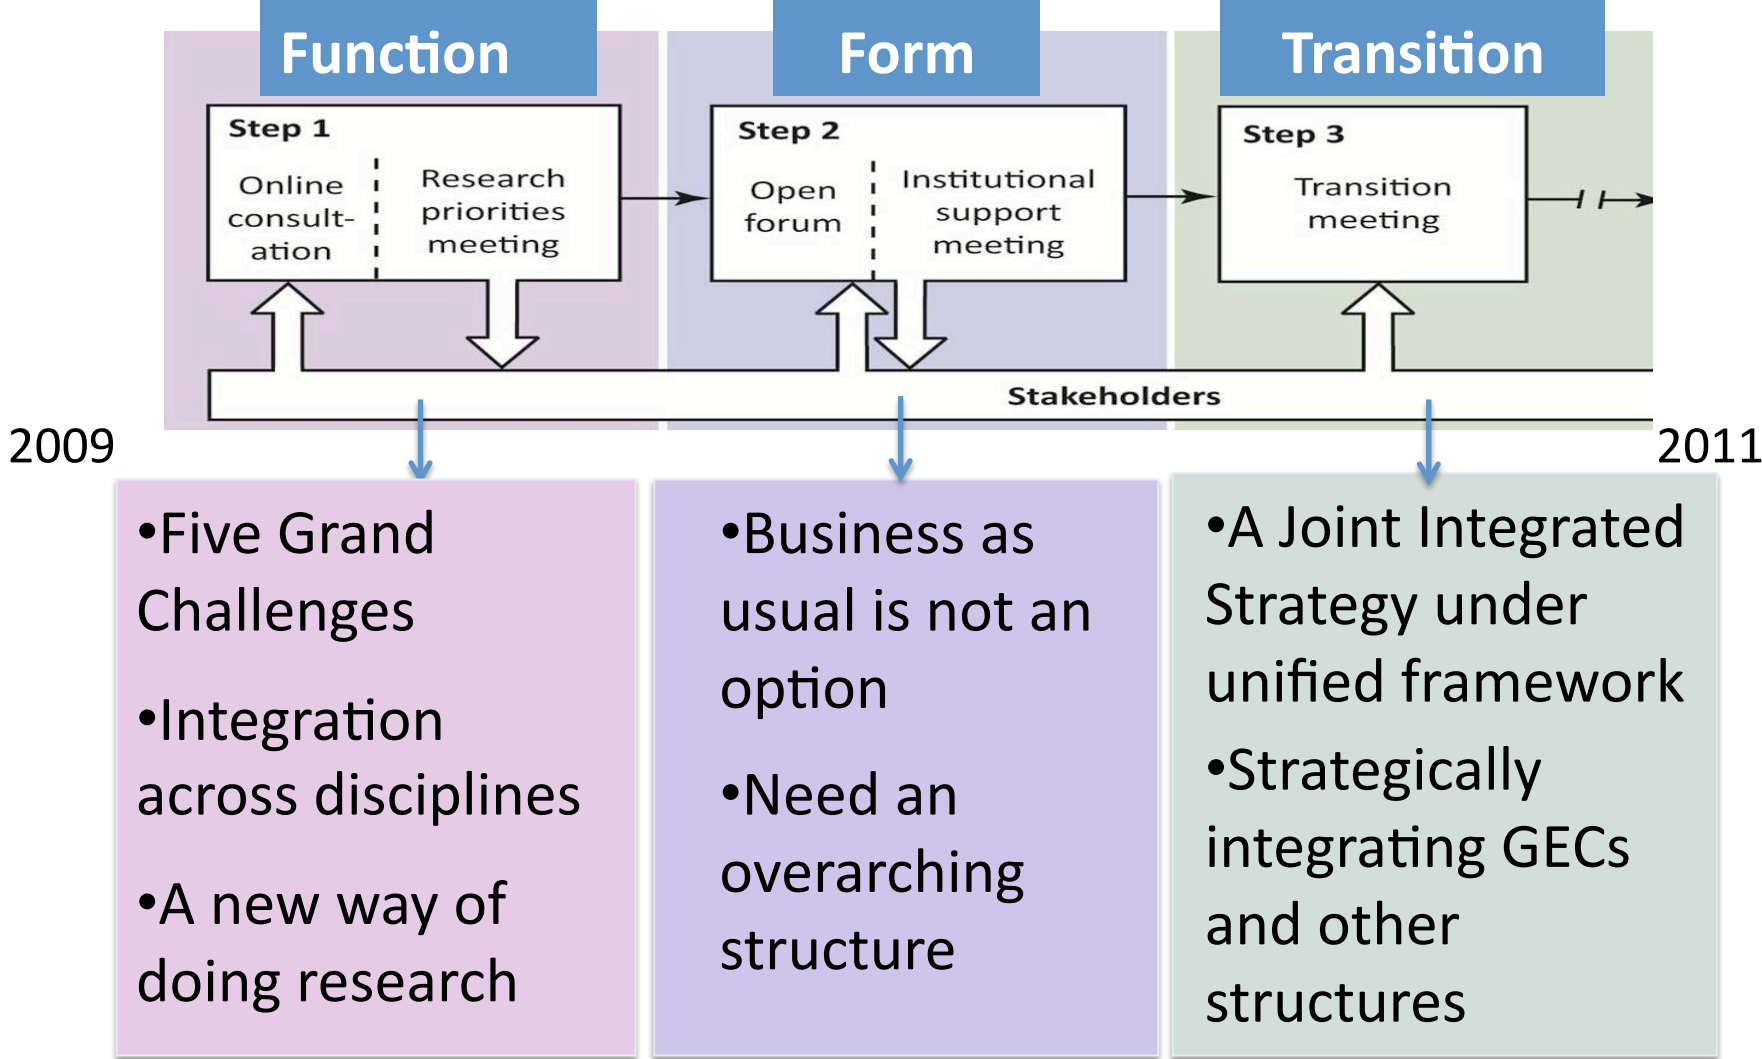 Function
Form
Transition
Step 1
Online
consult-
ation
Research
priorities
meeting
Step 2
Open
forum
Institutional
support
meeting
Step 3
Transition
meeting
Stakeholders
2009
2011
•Five Grand
Challenges
•Integration
across disciplines
•A new way of
doing research
•Business as
usual is not an
option
•Need an
overarching
structure
•A Joint Integrated
Strategy under
unified framework
•Strategically
integrating GECs
and other
structures